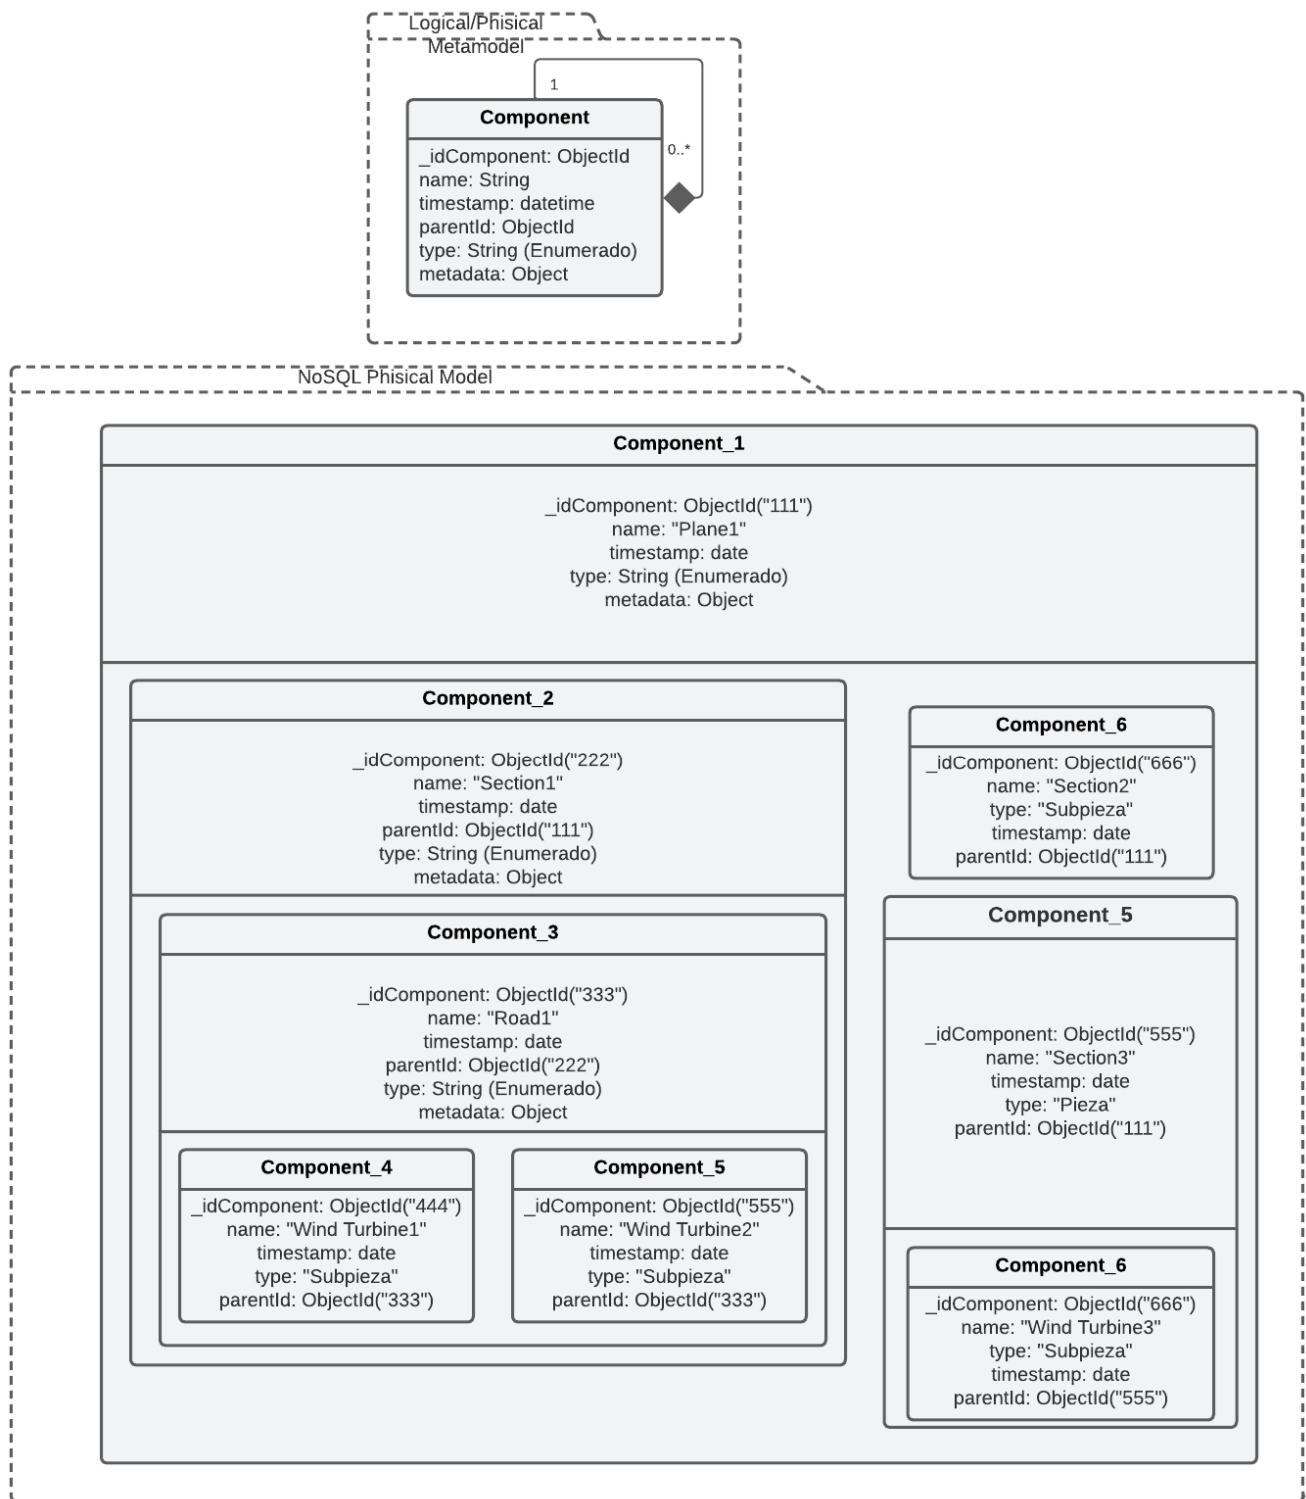 Logical/Phisical
Metamodel
1
Component
0..*
_idComponent: ObjectId
name: String
timestamp: datetime
parentId: ObjectId
type: String (Enumerado)
metadata: Object
NoSQL Phisical Model
Component_1
_idComponent: ObjectId("111")
name: "Plane1"
timestamp: date
type: String (Enumerado)
metadata: Object
Component_2
_idComponent: ObjectId("222")
name: "Section1"
timestamp: date
parentId: ObjectId("111")
type: String (Enumerado)
metadata: Object
Component_3
_idComponent: ObjectId("333")
name: "Road1"
timestamp: date
parentId: ObjectId("222")
type: String (Enumerado)
metadata: Object
Component_4
_idComponent: ObjectId("444")
name: "Wind Turbine1"
timestamp: date
type: "Subpieza"
parentId: ObjectId("333")
Component_5
_idComponent: ObjectId("555")
name: "Wind Turbine2"
timestamp: date
type: "Subpieza"
parentId: ObjectId("333")
Component_6
_idComponent: ObjectId("666")
name: "Section2"
type: "Subpieza"
timestamp: date
parentId: ObjectId("111")
Component_5
_idComponent: ObjectId("555")
name: "Section3"
timestamp: date
type: "Pieza"
parentId: ObjectId("111")
Component_6
_idComponent: ObjectId("666")
name: "Wind Turbine3"
type: "Subpieza"
timestamp: date
parentId: ObjectId("555")